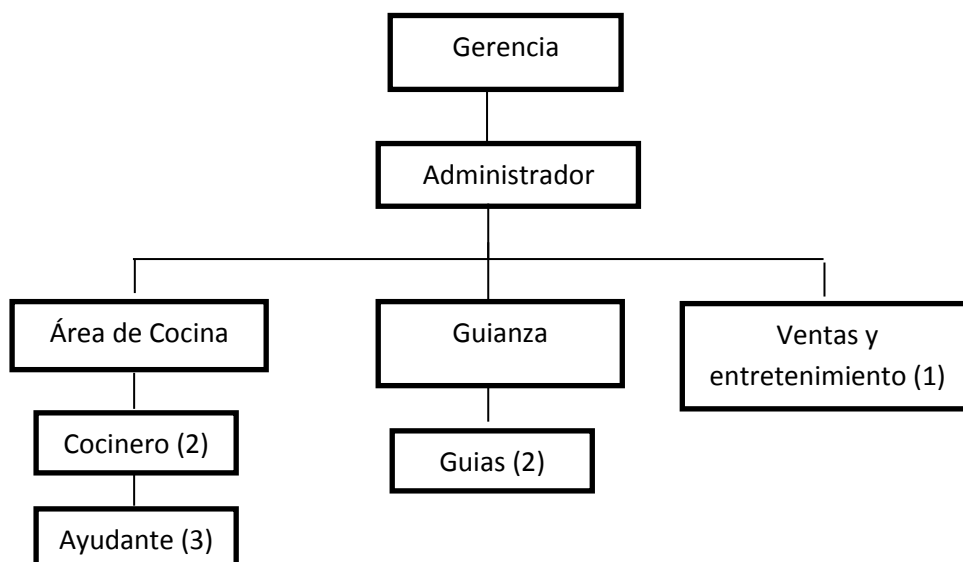 Gerencia
Administrador
Área de Cocina
Guianza
Ventas y
entretenimiento (1)
Cocinero (2)
Guias (2)
Ayudante (3)